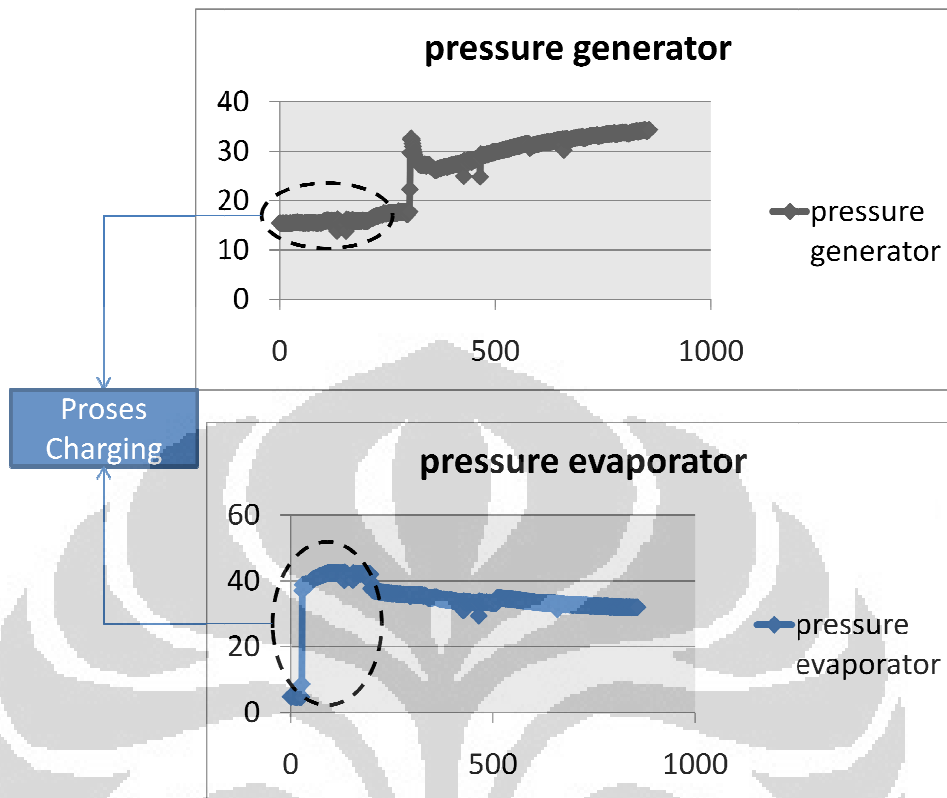 pressure generator
40
30
20
10
0
0 500 1000
pressure
generator
Proses
Charging
pressure evaporator
60
40
20
0
0 500 1000
pressure
evaporator